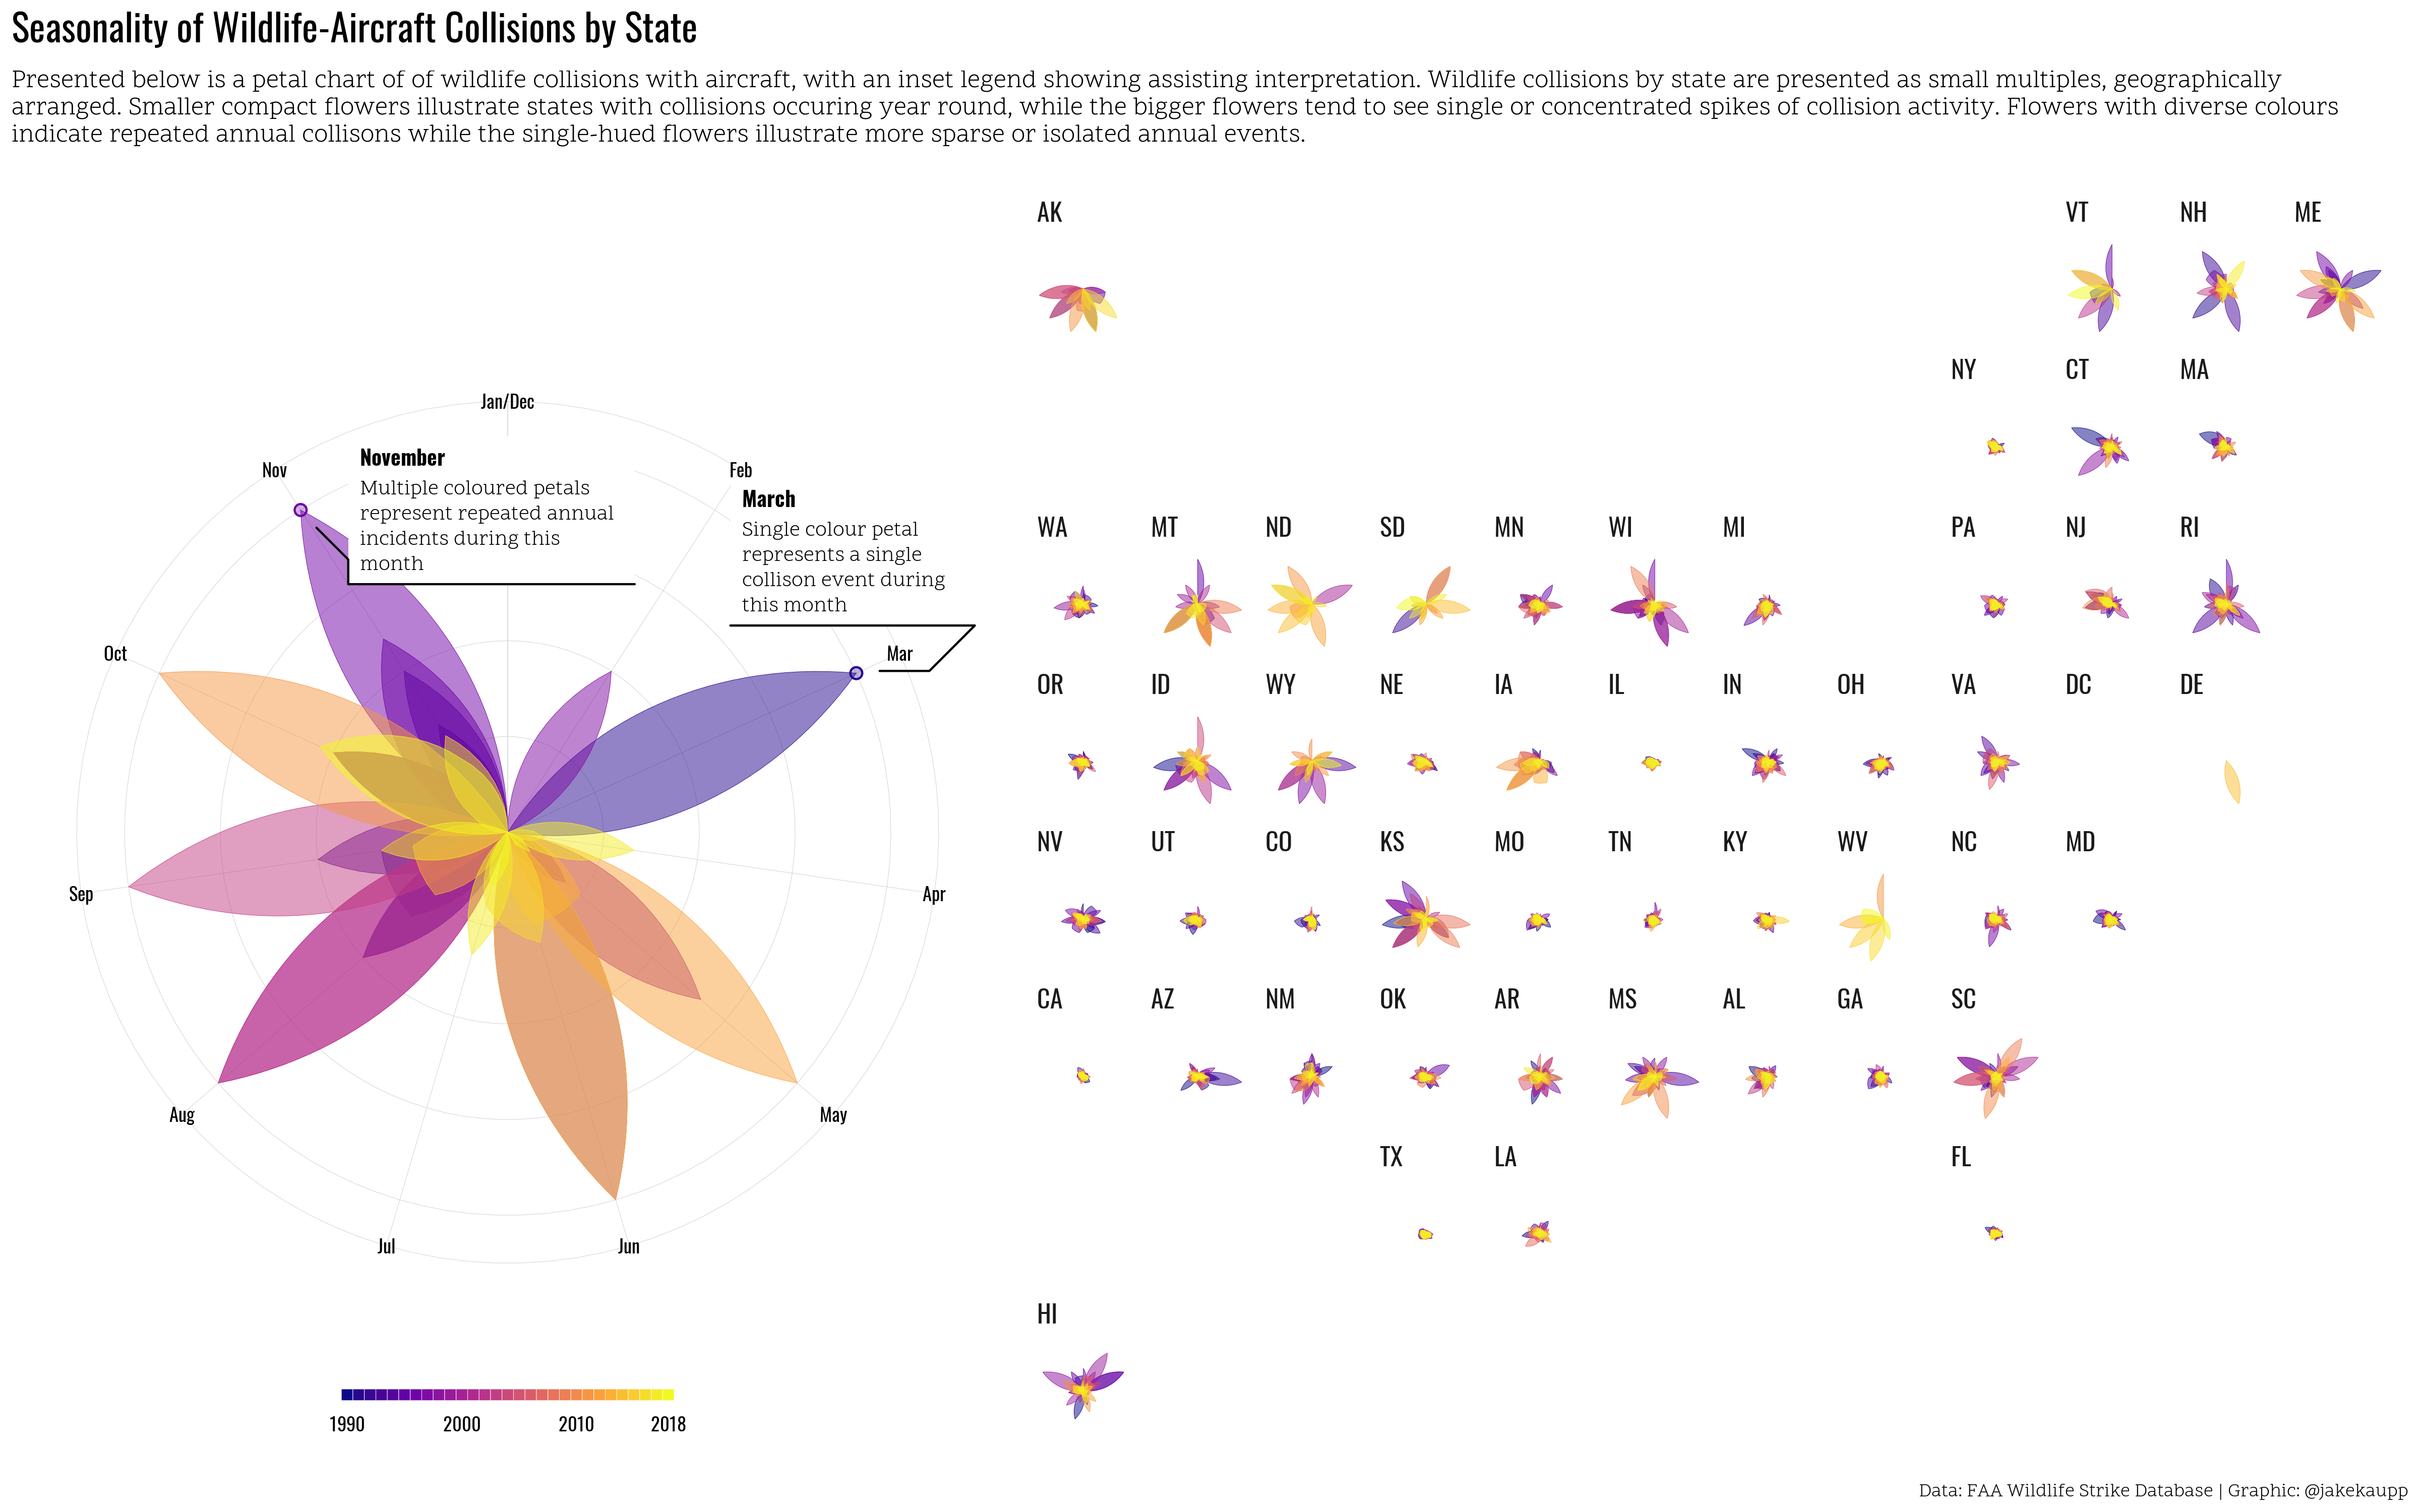 Seasonality of Wildlife-Aircraft Collisions by State
Presented below is a petal chart of of wildlife collisions with aircraft, with an inset legend showing assisting interpretation. Wildlife collisions by state are presented as small multiples, geographically
arranged. Smaller compact flowers illustrate states with collisions occuring year round, while the bigger flowers tend to see single or concentrated spikes of collision activity. Flowers with diverse colours
indicate repeated annual collisons while the single-hued flowers illustrate more sparse or isolated annual events.
Jan/Dec
Feb
Mar
Apr
May
Jun
Jul
Aug
Sep
Oct
Nov
November
Multiple coloured petals
represent repeated annual
incidents during this
month
March
Single colour petal
represents a single
collison event during
this month
1990 2000 2010 2018
AK VT NH ME
NY CT MA
WA MT ND SD MN WI MI PA NJ RI
OR ID WY NE IA IL IN OH VA DC DE
NV UT CO KS MO TN KY WV NC MD
CA AZ NM OK AR MS AL GA SC
TX LA FL
HI
Data: FAA Wildlife Strike Database | Graphic: @jakekaupp